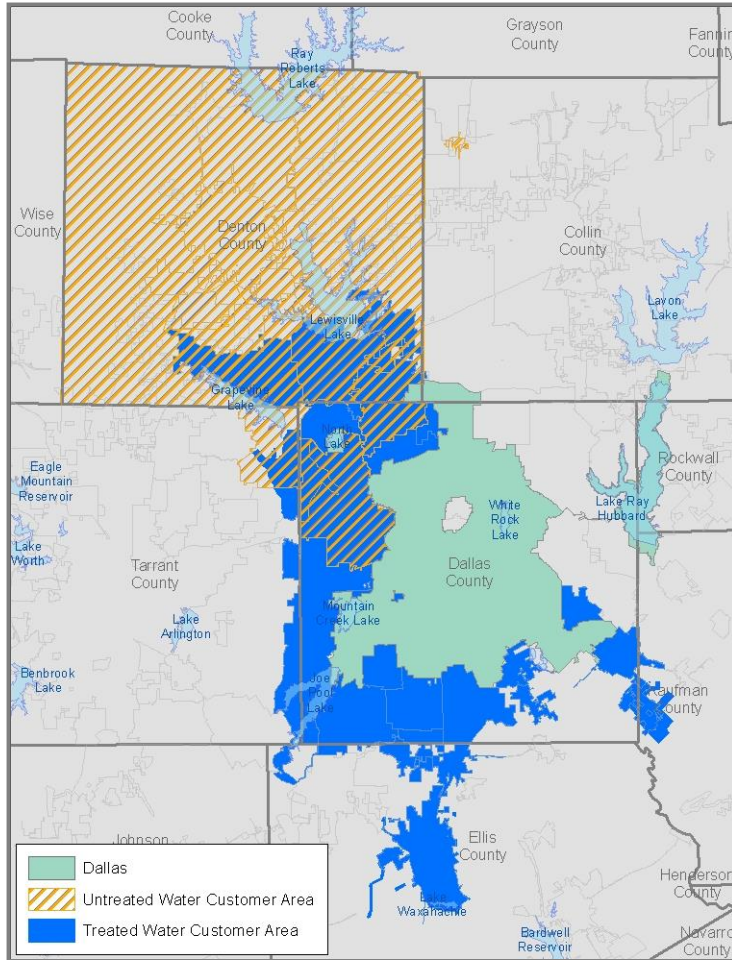 Cooke
County
Grayson
County
Fannin
County
Ray
Roberts
Lake
Wise
County
Denton
County
Collin
County
Lavon
Lake
Lewisville
Lake
Grapevine
Lake
North
Lake
Eagle
Mountain
Reservoir
Rockwall
County
Lake Ray
Hubbard
White
Rock
Lake
Lake
Worth
Tarrant
County
Dallas
County
Mountain
Creek Lake
Lake
Arlington
Benbrook
Lake
Joe
Pool
Lake
Kaufman
County
Johnson
Ellis
County
Henderson
County
Lake
Waxahachie
Bardwell
Reservoir
Navarro
County
Dallas
Untreated Water Customer Area
Treated Water Customer Area